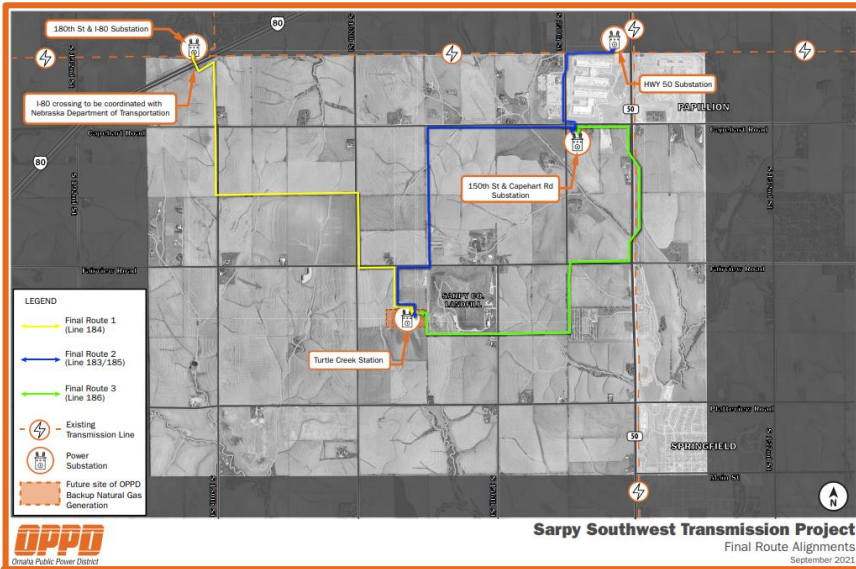 180th St & I-80 Substation
80
I-80 crossing to be coordinated with
Nebraska Department of Transportation
HWY 50 Substation
50
PAPILLION
Capehart Road
Capehart Road
80
150th St & Capehart Rd
Substation
Fairview Road
Fairview Road
SARPY CO.
LANDFILL
Turtle Creek Station
LEGEND
Final Route 1
(Line 184)
Final Route 2
(Line 183/185)
Final Route 3
(Line 186)
Existing
Transmission Line
Power
Substation
Future site of OPPD
Backup Natural Gas
Generation
Platteview Road
50
SPRINGFIELD
Main St
N
OPPD
Omaha Public Power District
Sarpy Southwest Transmission Project
Final Route Alignments
September 2021